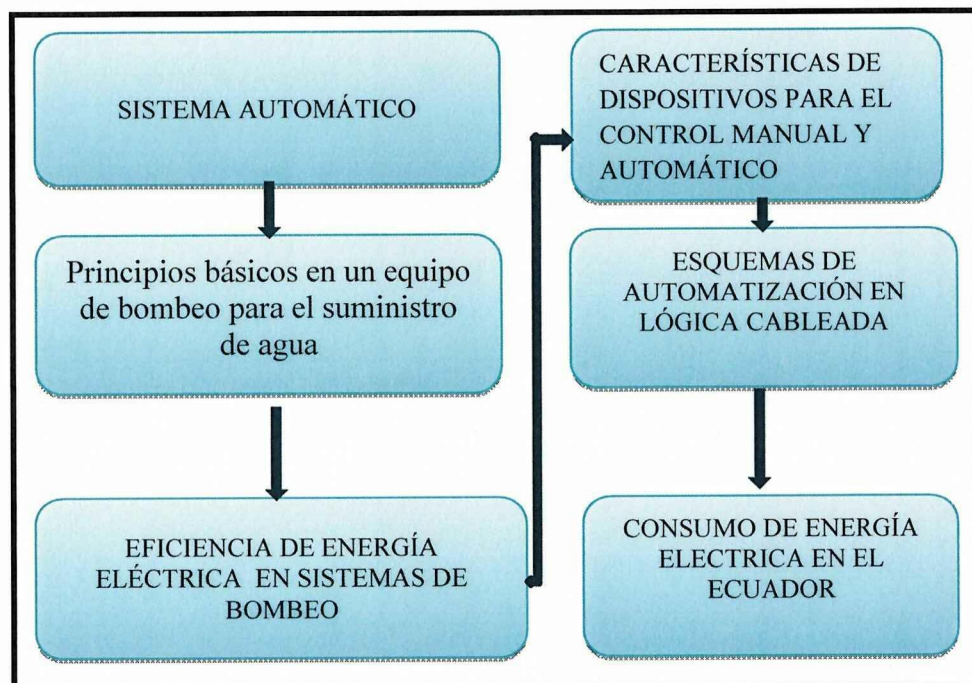 SISTEMA AUTOMÁTICO
Principios básicos en un equipo
de bombeo para el suministro
de agua
EFICIENCIA DE ENERGÍA
ELÉCTRICA EN SISTEMAS DE
BOMBEO
CARACTERÍSTICAS DE
DISPOSITIVOS PARA EL
CONTROL MANUAL Y
AUTOMÁTICO
ESQUEMAS DE
AUTOMATIZACIÓN EN
LÓGICA CABLEADA
CONSUMO DE ENERGÍA
ELECTRICA EN EL
ECUADOR